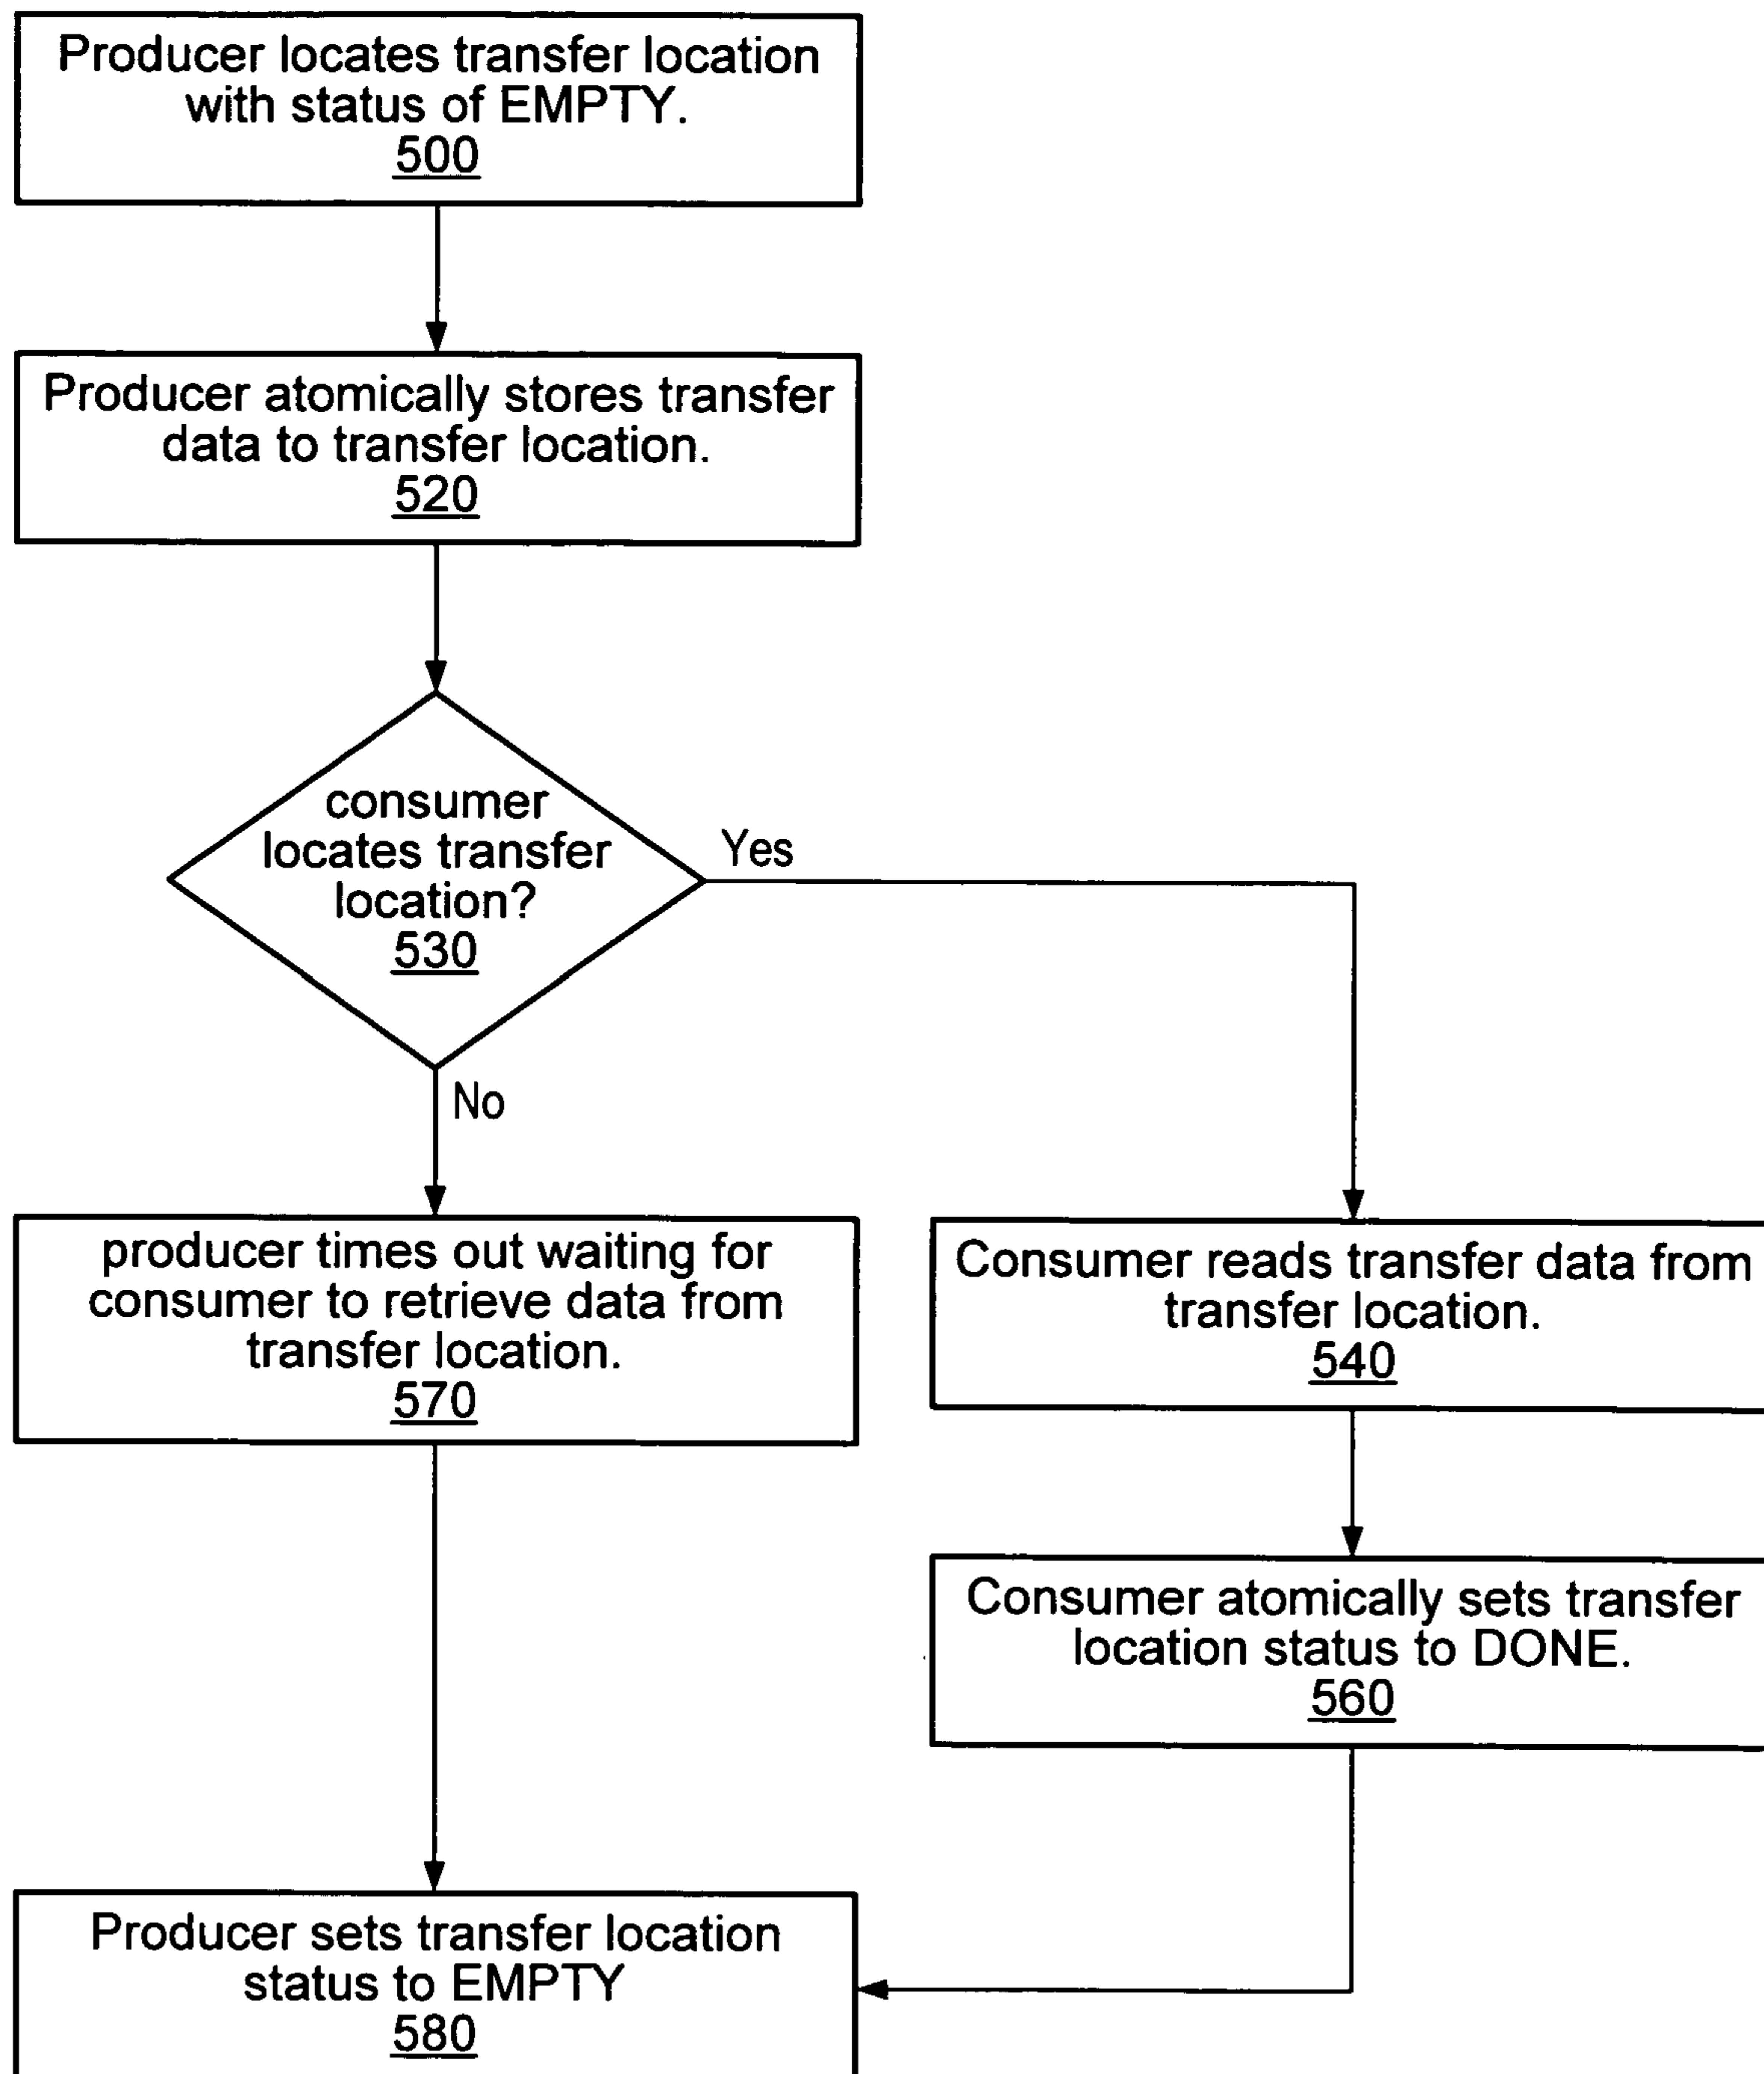 Producer locates transfer location
with status of EMPTY.
500
Producer atomically stores transfer
data to transfer location.
520
consumer
locates transfer
location?
530
Yes
No
producer times out waiting for
consumer to retrieve data from
transfer location.
570
Consumer reads transfer data from
transfer location.
540
Consumer atomically sets transfer
location status to DONE.
560
Producer sets transfer location
status to EMPTY
580